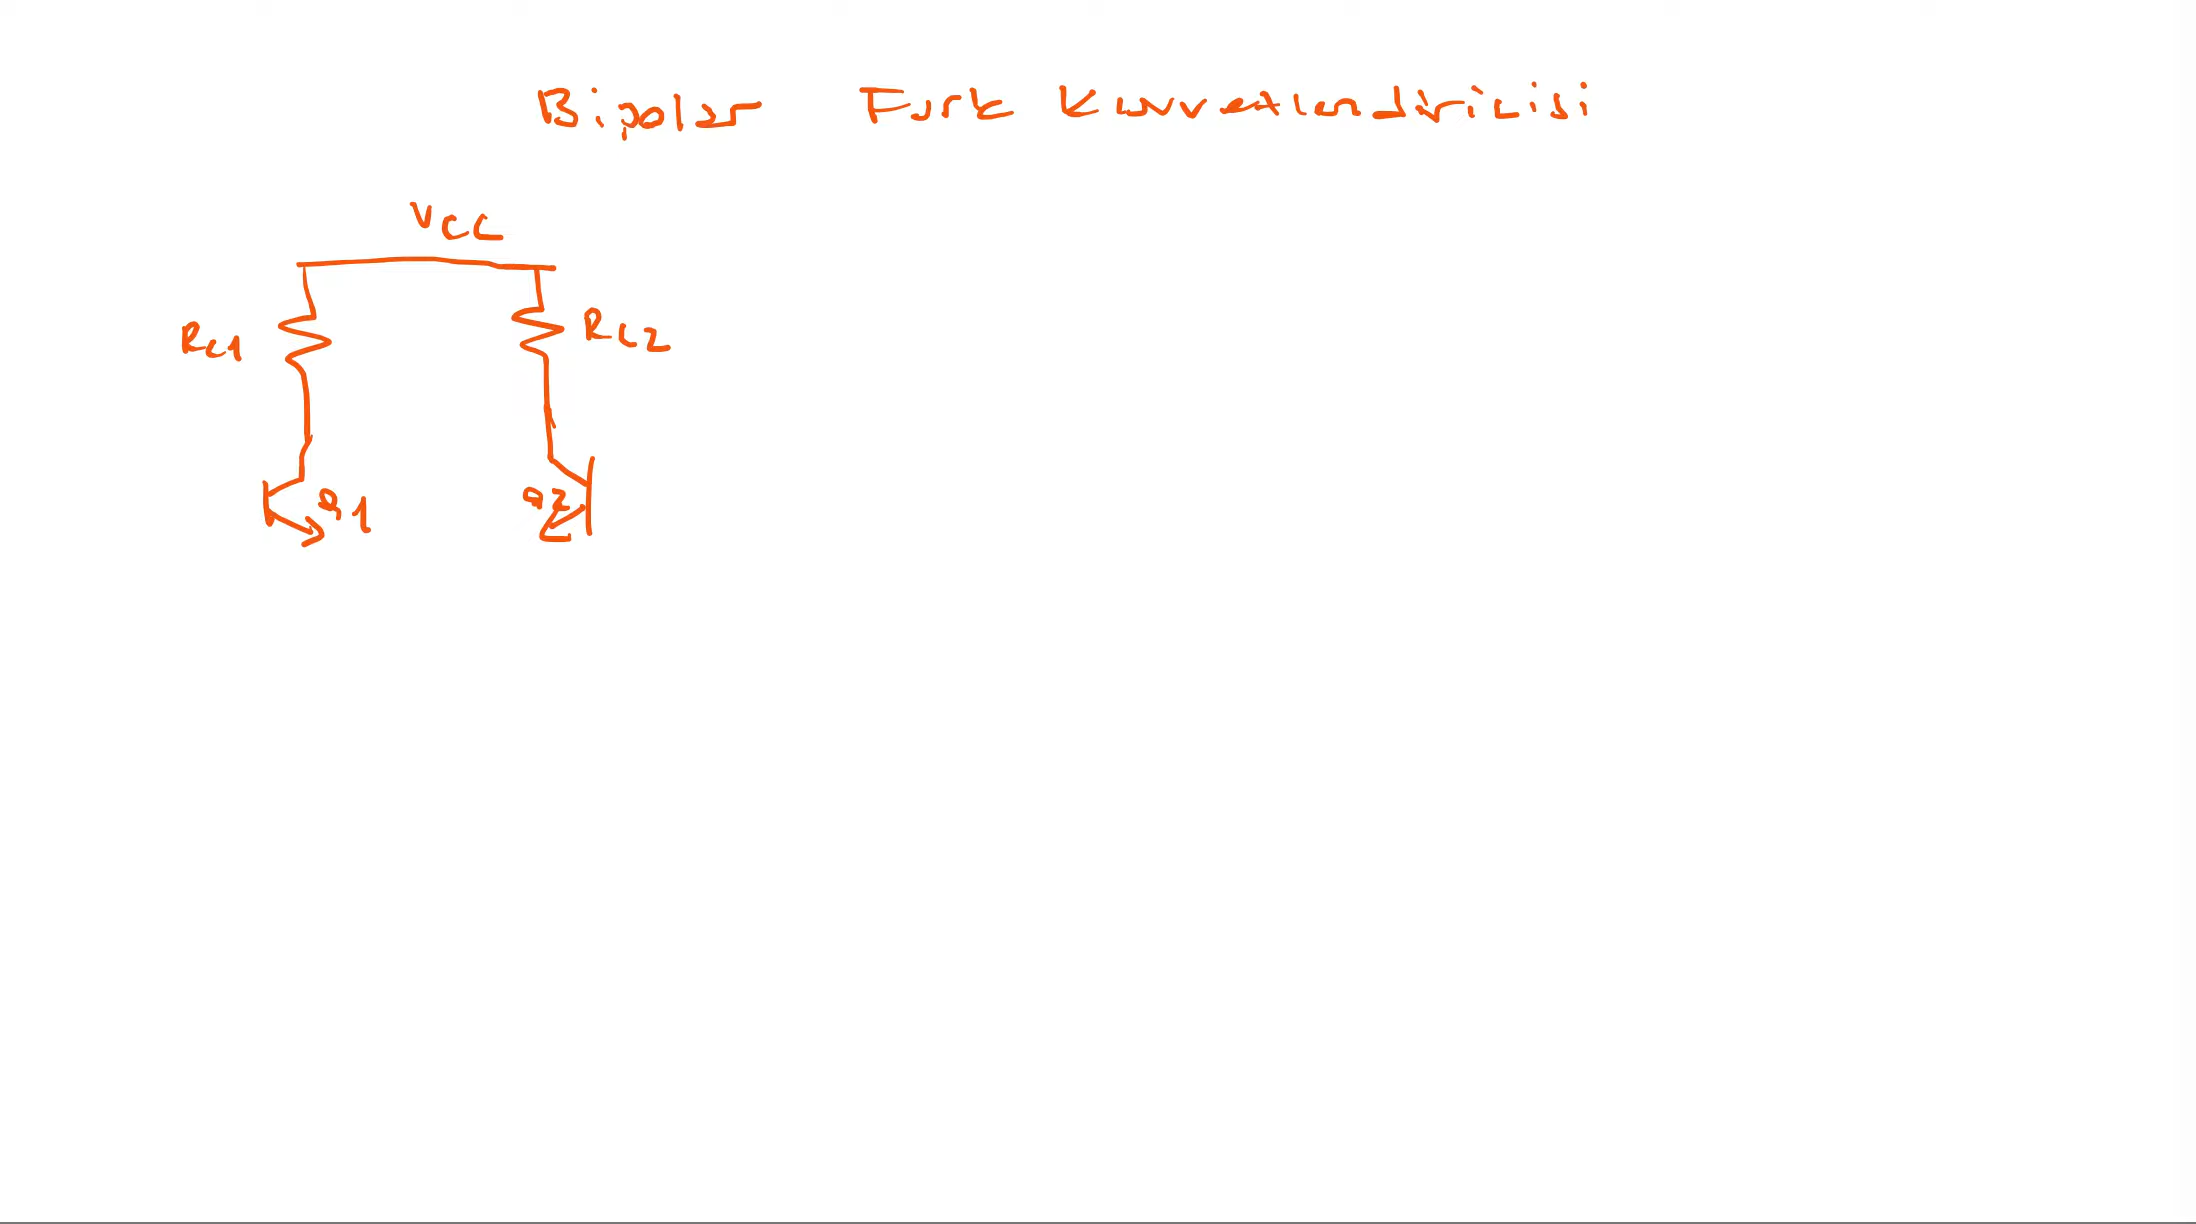 Bipolar Fark Kuvvetlendiricisi
VCC
RC1
RC2
Q1
Q2